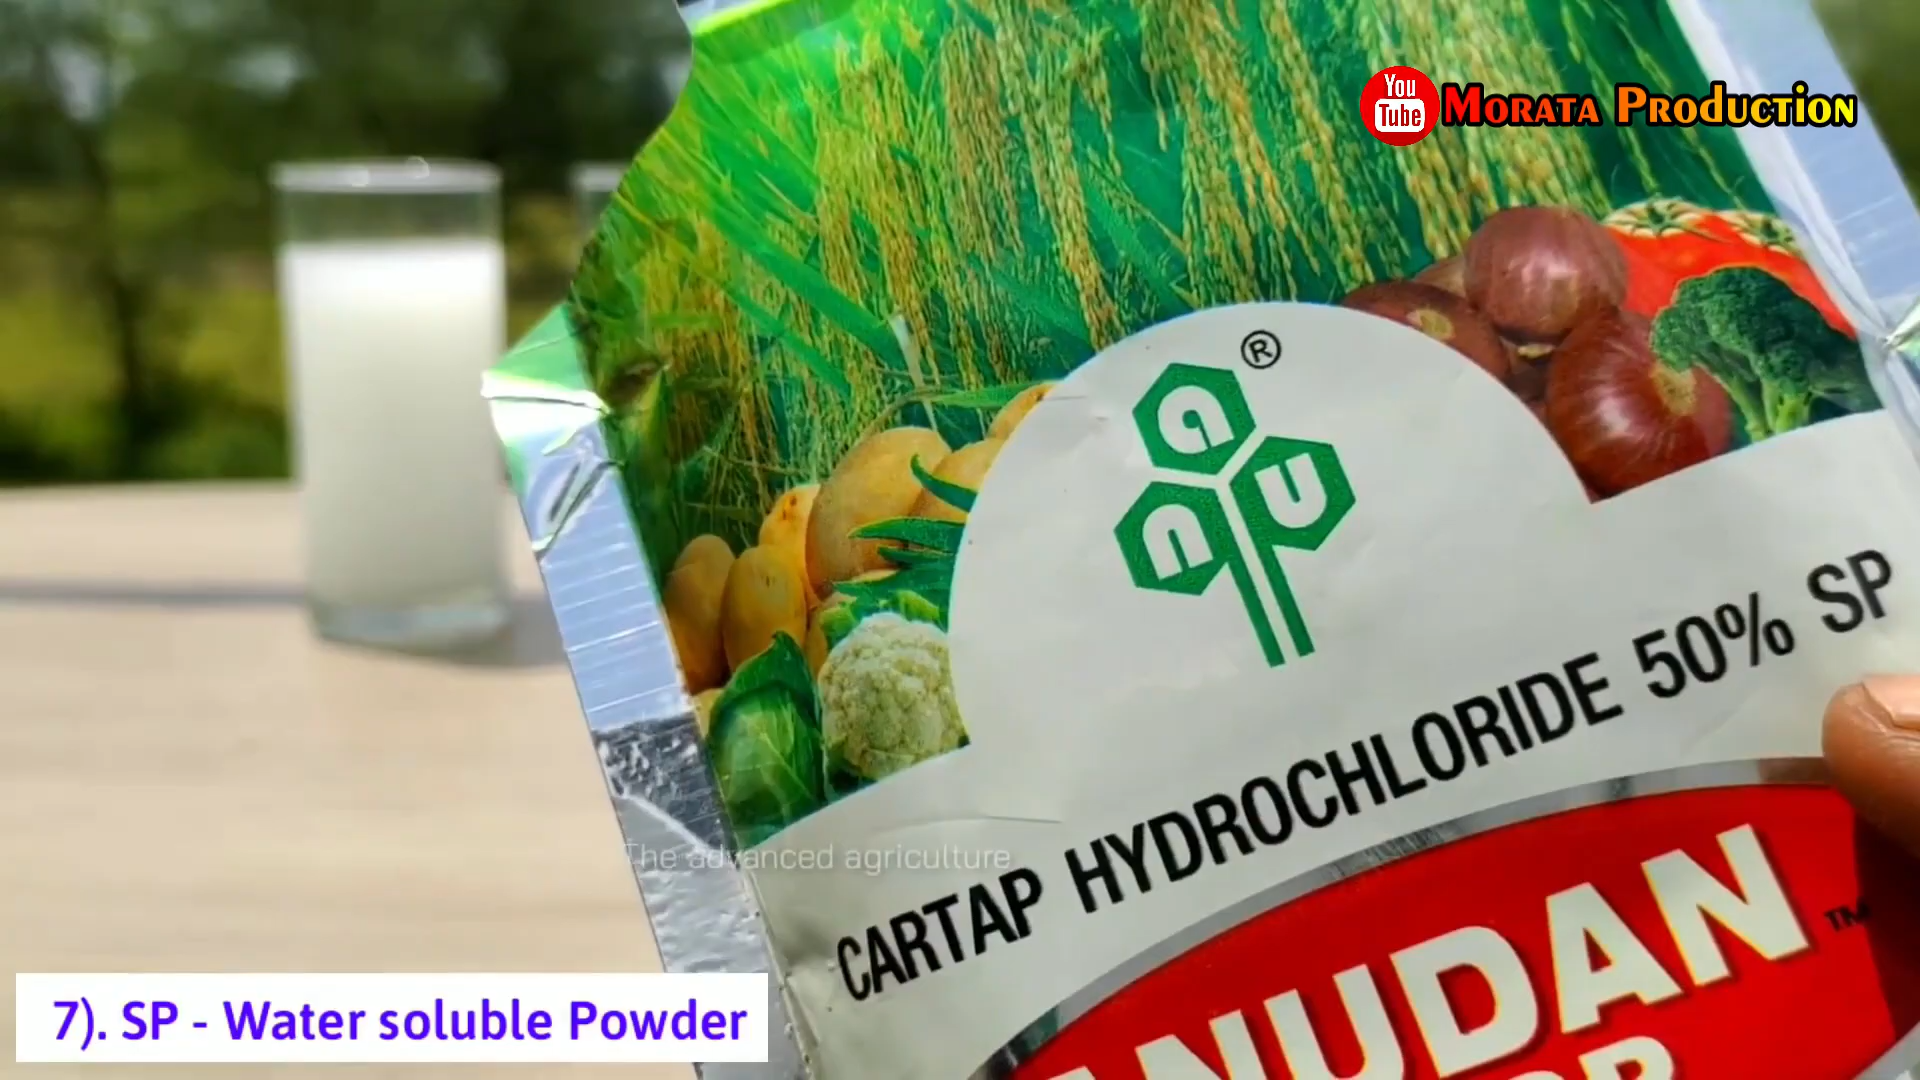 You
Tube
Morata Production
®
a
n
u
CARTAP HYDROCHLORIDE 50% SP
The advanced agriculture
NUDAN
TM
7). SP - Water soluble Powder